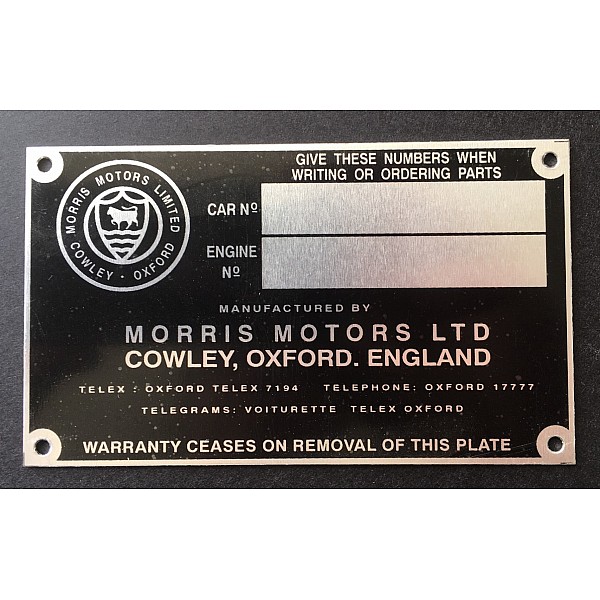 MORRIS MOTORS LIMITED
COWLEY · OXFORD
GIVE THESE NUMBERS WHEN
WRITING OR ORDERING PARTS
CAR Nº
ENGINE
Nº
MANUFACTURED BY
MORRIS MOTORS LTD
COWLEY, OXFORD. ENGLAND
TELEX : OXFORD TELEX 7194 TELEPHONE: OXFORD 17777
TELEGRAMS: VOITURETTE TELEX OXFORD
WARRANTY CEASES ON REMOVAL OF THIS PLATE